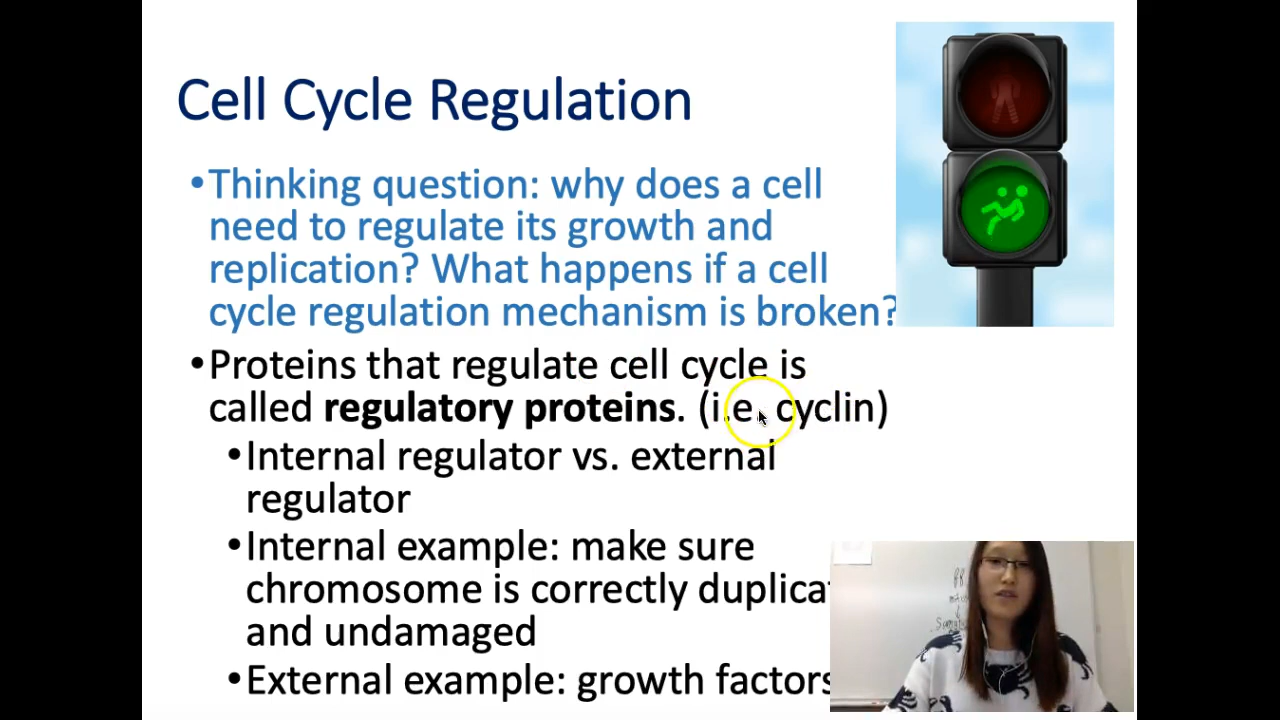 Cell Cycle Regulation
•Thinking question: why does a cell
need to regulate its growth and
replication? What happens if a cell
cycle regulation mechanism is broken?
•Proteins that regulate cell cycle is
called regulatory proteins. (i.e. cyclin)
•Internal regulator vs. external
regulator
•Internal example: make sure
chromosome is correctly
and undamaged
•External example: growth factors